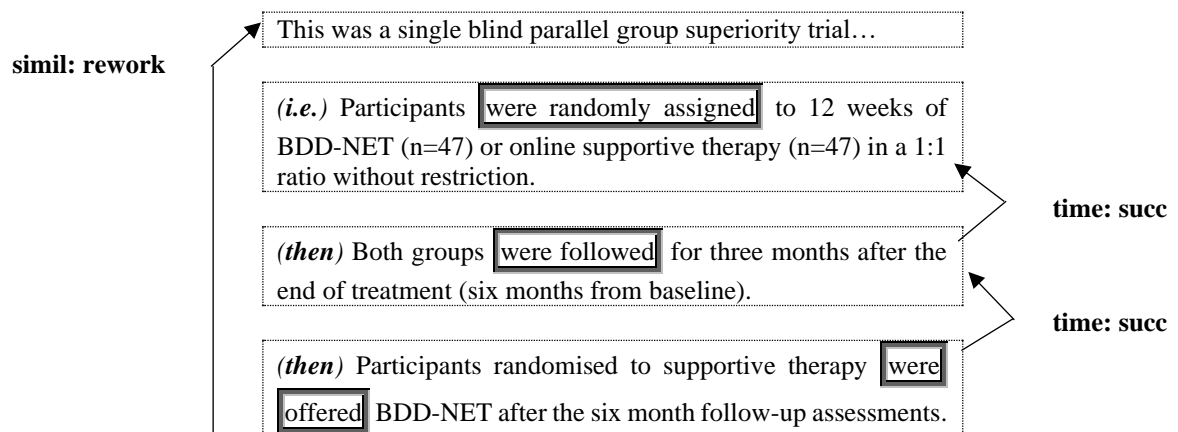 This was a single blind parallel group superiority trial…
simil: rework
(i.e.) Participants were randomly assigned to 12 weeks of
BDD-NET (n=47) or online supportive therapy (n=47) in a 1:1
ratio without restriction.
time: succ
(then) Both groups were followed for three months after the
end of treatment (six months from baseline).
time: succ
(then) Participants randomised to supportive therapy were
offered BDD-NET after the six month follow-up assessments.